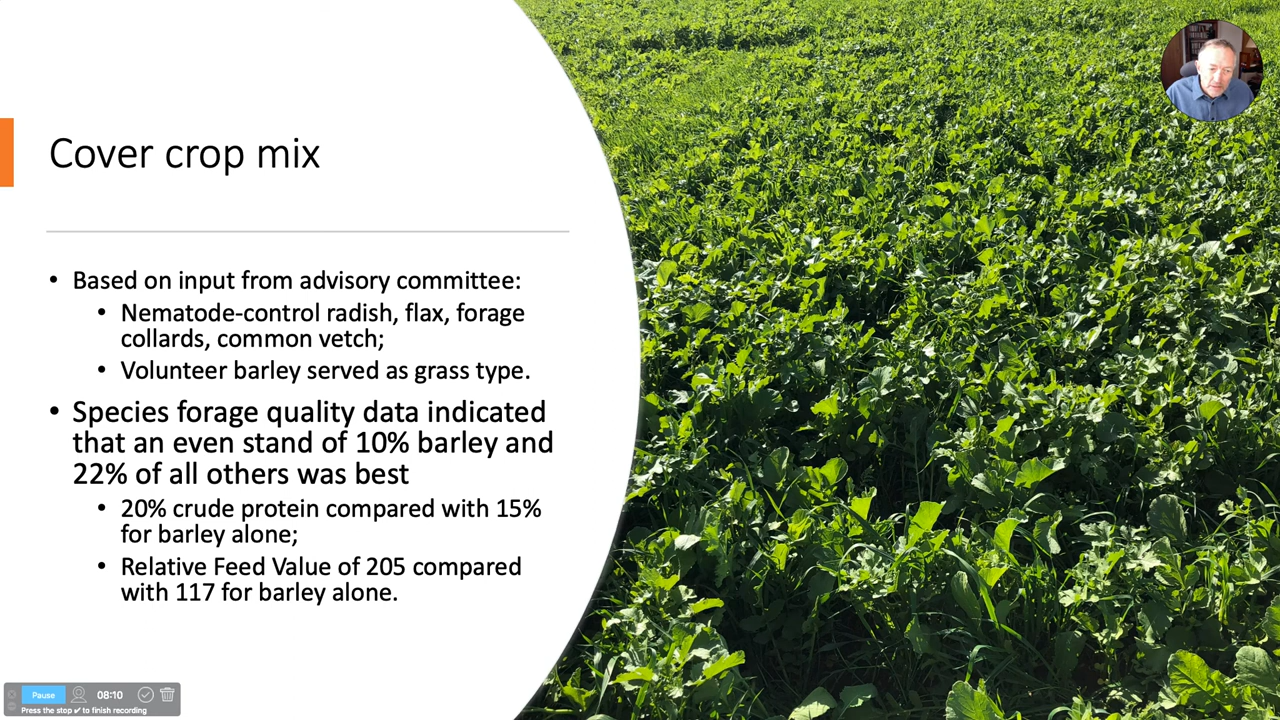 Cover crop mix
• Based on input from advisory committee:
• Nematode-control radish, flax, forage
collards, common vetch;
• Volunteer barley served as grass type.
• Species forage quality data indicated
that an even stand of 10% barley and
22% of all others was best
• 20% crude protein compared with 15%
for barley alone;
• Relative Feed Value of 205 compared
with 117 for barley alone.
Pause 08:10
Press the stop ✔ to finish recording